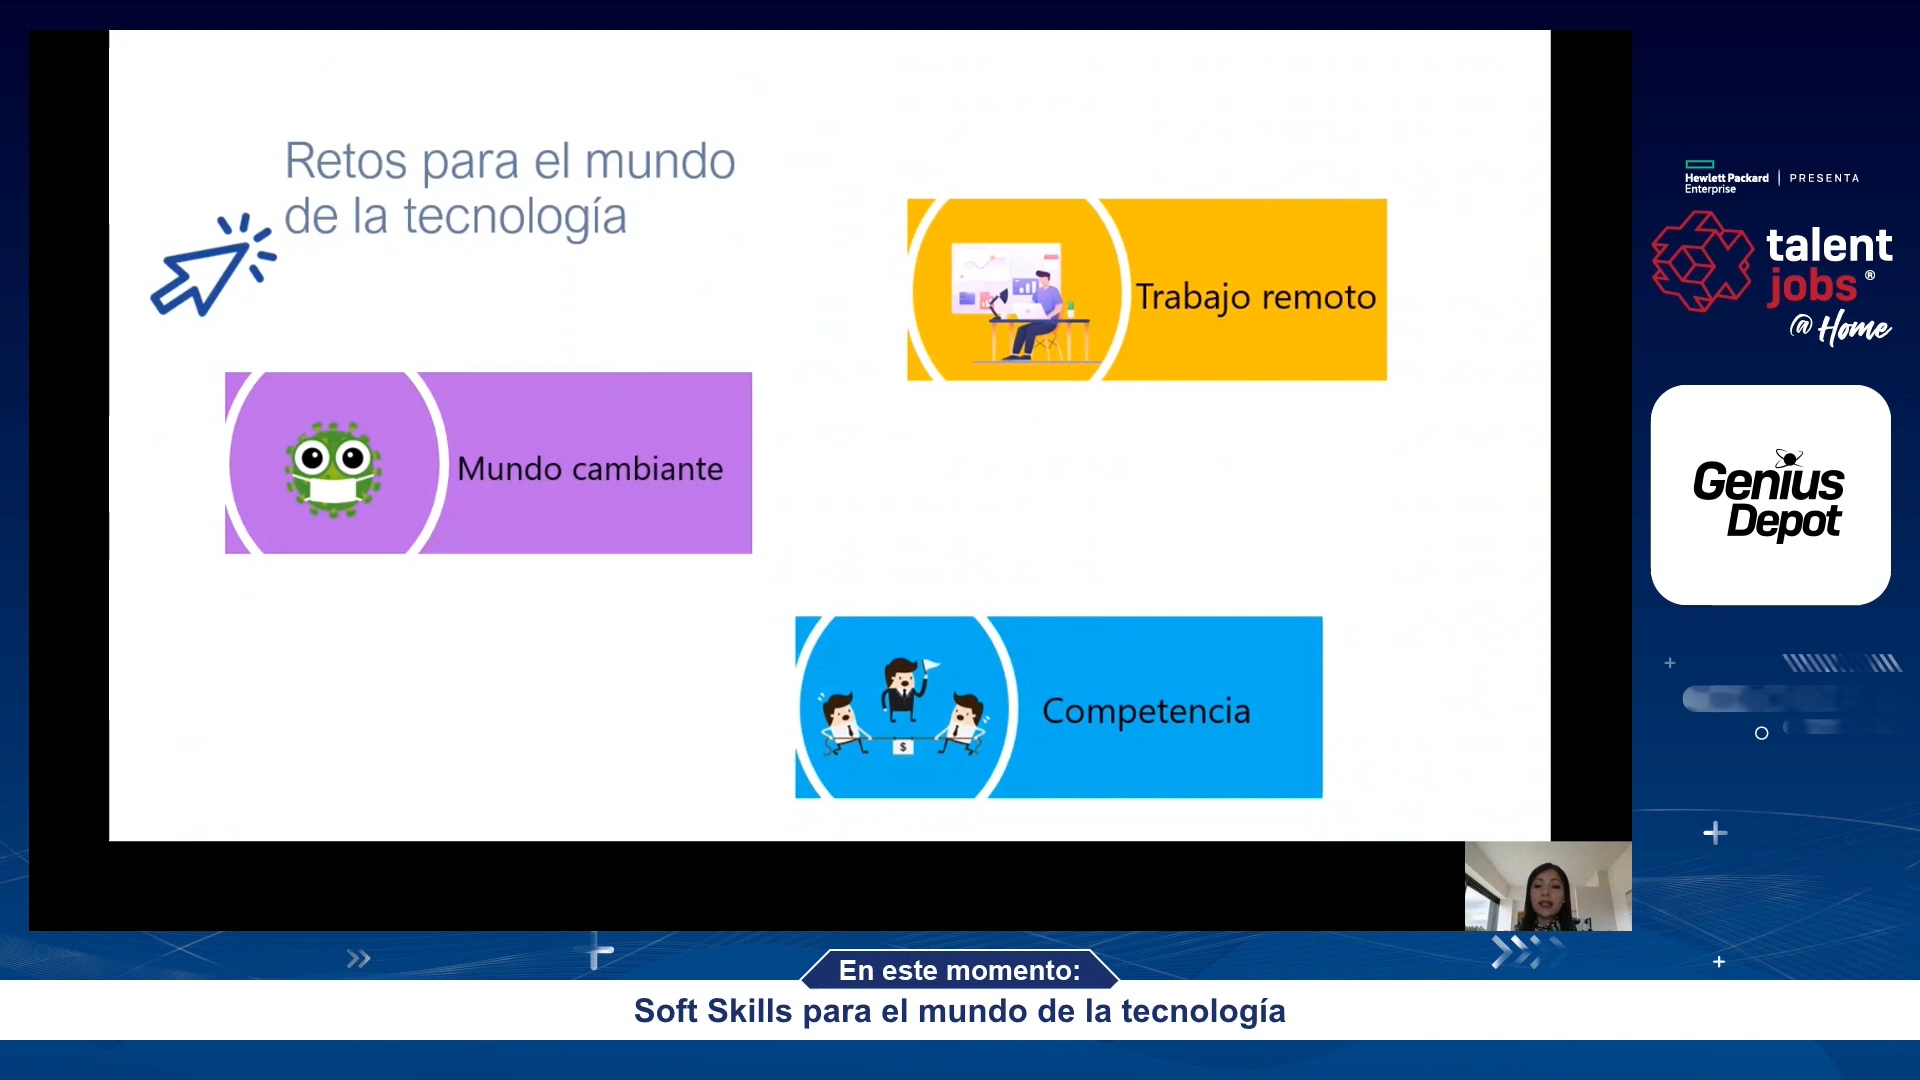 Retos para el mundo
de la tecnología
Trabajo remoto
Mundo cambiante
$
Competencia
Hewlett Packard
Enterprise
PRESENTA
talent
jobs®
@Home
Genius
Depot
En este momento:
Soft Skills para el mundo de la tecnología